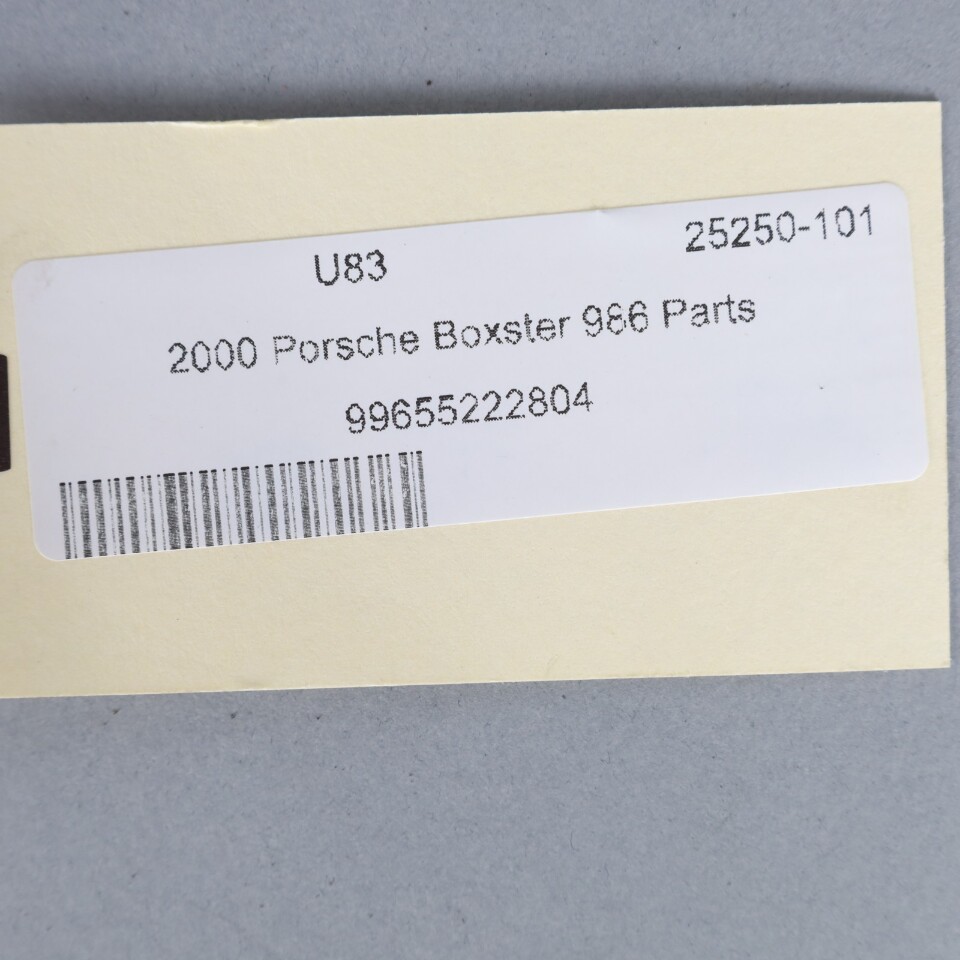 U83 25250-101
2000 Porsche Boxster 986 Parts
99655222804